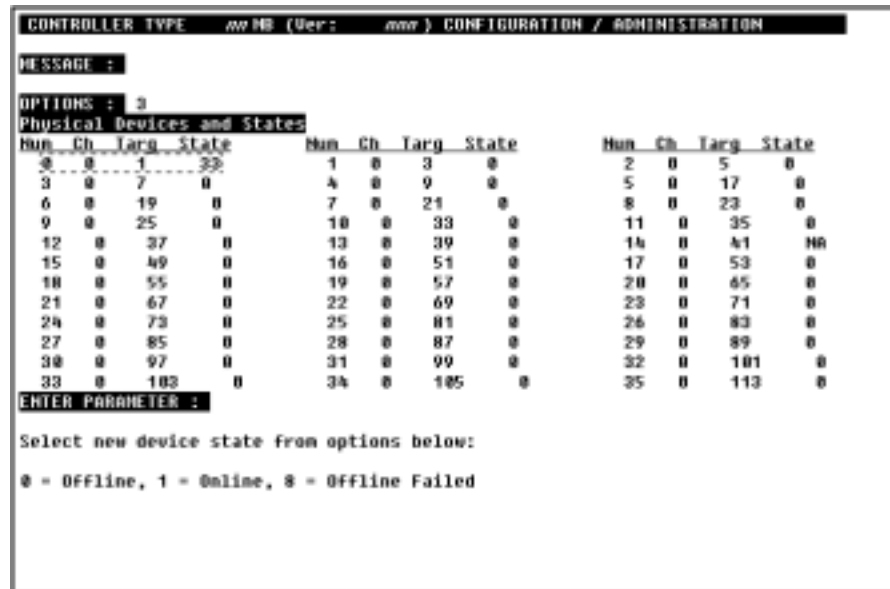 CONTROLLER TYPE nn MB (Ver: nnn ) CONFIGURATION / ADMINISTRATION
MESSAGE :
OPTIONS : 3
Physical Devices and States
Num Ch Targ State Num Ch Targ State Num Ch Targ State
0 0 1 33 1 0 3 0 2 0 5 0
3 0 7 0 4 0 9 0 5 0 17 0
6 0 19 0 7 0 21 0 8 0 23 0
9 0 25 0 10 0 33 0 11 0 35 0
12 0 37 0 13 0 39 0 14 0 41 NA
15 0 49 0 16 0 51 0 17 0 53 0
18 0 55 0 19 0 57 0 20 0 65 0
21 0 67 0 22 0 69 0 23 0 71 0
24 0 73 0 25 0 81 0 26 0 83 0
27 0 85 0 28 0 87 0 29 0 89 0
30 0 97 0 31 0 99 0 32 0 101 0
33 0 103 0 34 0 105 0 35 0 113 0
ENTER PARAMETER :
Select new device state from options below:
0 = Offline, 1 = Online, 8 = Offline Failed